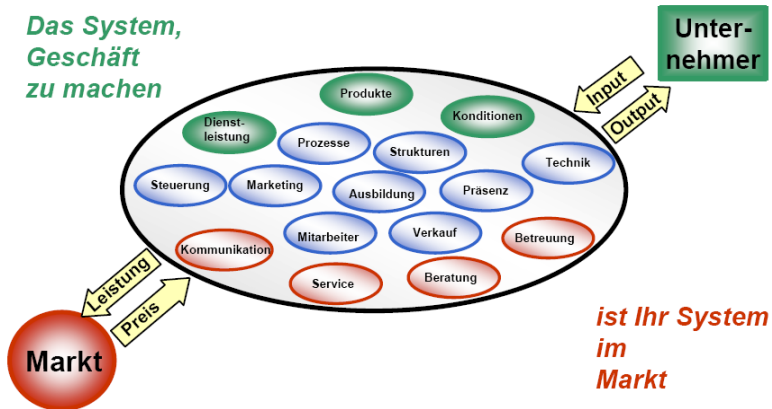 Das System,
Geschäft
zu machen
Unter-
nehmer
Input
Output
Produkte
Konditionen
Dienst-
leistung
Prozesse
Strukturen
Technik
Steuerung
Marketing
Ausbildung
Präsenz
Mitarbeiter
Verkauf
Betreuung
Kommunikation
Service
Beratung
Leistung
Preis
Markt
ist Ihr System
im
Markt